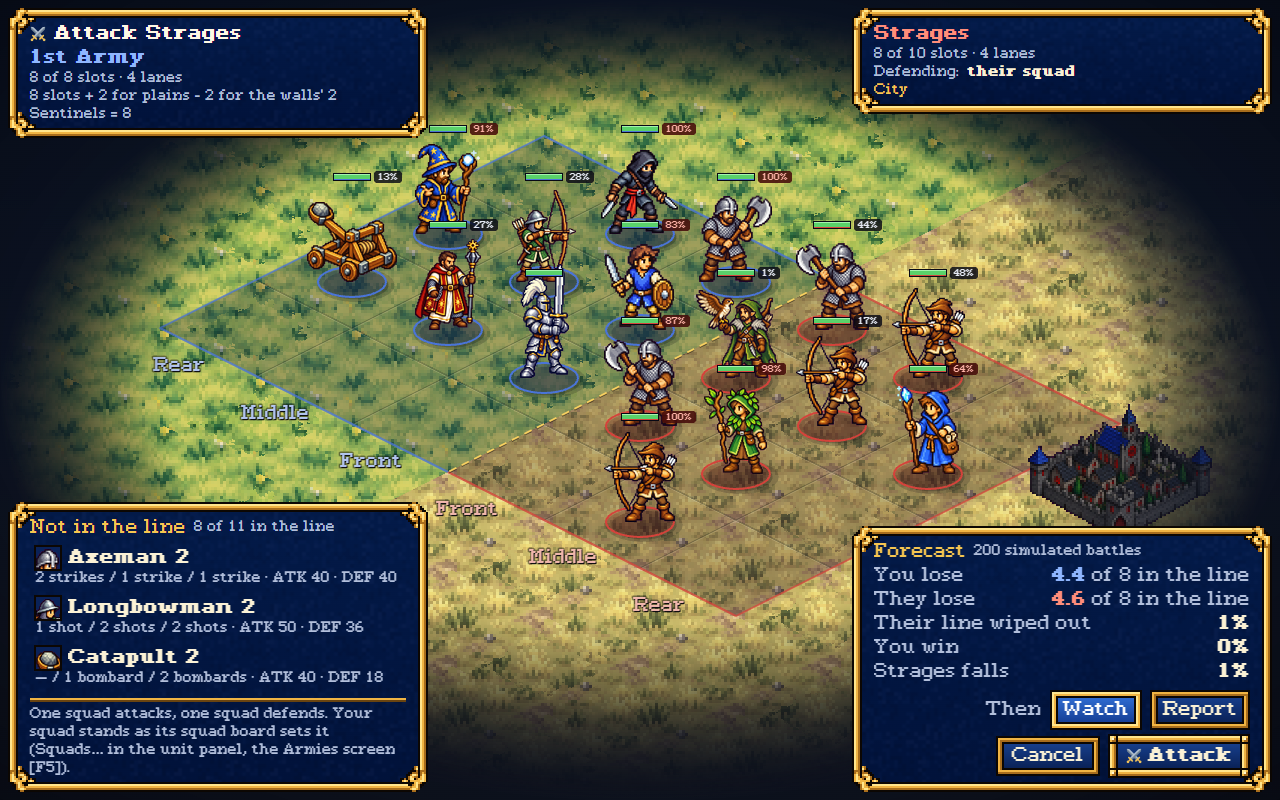 Attack Strages
1st Army
8 of 8 slots · 4 lanes
8 slots + 2 for plains - 2 for the walls' 2
Sentinels = 8
Strages
8 of 10 slots · 4 lanes
Defending: their squad
City
91%
100%
13%
28%
100%
27%
83%
44%
1%
48%
87%
17%
98%
64%
100%
Rear
Middle
Front
Front
Middle
Rear
Not in the line 8 of 11 in the line
Axeman 2
2 strikes / 1 strike / 1 strike · ATK 40 · DEF 40
Longbowman 2
1 shot / 2 shots / 2 shots · ATK 50 · DEF 36
Catapult 2
– / 1 bombard / 2 bombards · ATK 40 · DEF 18
One squad attacks, one squad defends. Your
squad stands as its squad board sets it
(Squads... in the unit panel, the Armies screen
[F5]).
Forecast 200 simulated battles
You lose 4.4 of 8 in the line
They lose 4.6 of 8 in the line
Their line wiped out 1%
You win 0%
Strages falls 1%
Then Watch Report
Cancel Attack